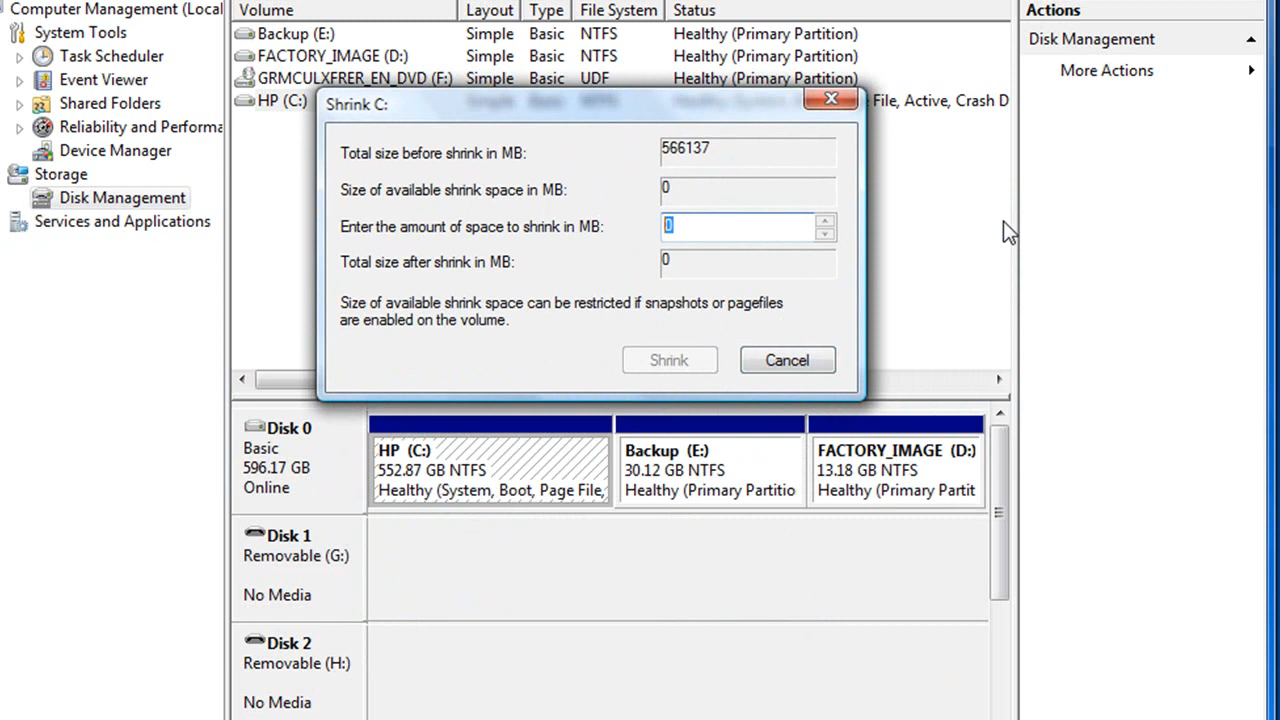 Computer Management (Local
System Tools
Task Scheduler
Event Viewer
Shared Folders
Reliability and Performa
Device Manager
Storage
Disk Management
Services and Applications
Volume Layout Type File System Status
Backup (E:) Simple Basic NTFS Healthy (Primary Partition)
FACTORY_IMAGE (D:) Simple Basic NTFS Healthy (Primary Partition)
GRMCULXFRER_EN_DVD (F:) Simple Basic UDF Healthy (Primary Partition)
HP (C:) File, Active, Crash D
Shrink C:
Total size before shrink in MB: 566137
Size of available shrink space in MB: 0
Enter the amount of space to shrink in MB: 0
Total size after shrink in MB: 0
Size of available shrink space can be restricted if snapshots or pagefiles
are enabled on the volume.
Shrink Cancel
Disk 0
Basic
596.17 GB
Online
HP (C:)
552.87 GB NTFS
Healthy (System, Boot, Page File,
Backup (E:)
30.12 GB NTFS
Healthy (Primary Partitio
FACTORY_IMAGE (D:)
13.18 GB NTFS
Healthy (Primary Partit
Disk 1
Removable (G:)
No Media
Disk 2
Removable (H:)
No Media
Actions
Disk Management
More Actions